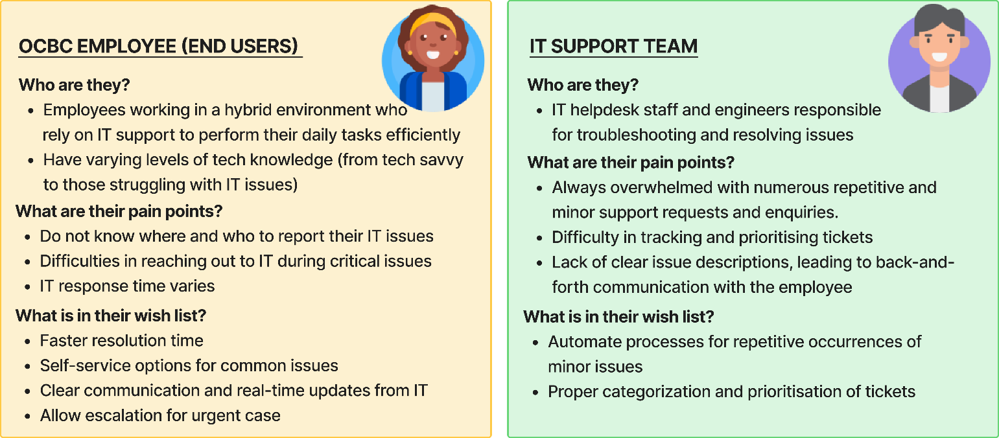 OCBC EMPLOYEE (END USERS)
Who are they?
• Employees working in a hybrid environment who
rely on IT support to perform their daily tasks efficiently
• Have varying levels of tech knowledge (from tech savvy
to those struggling with IT issues)
What are their pain points?
• Do not know where and who to report their IT issues
• Difficulties in reaching out to IT during critical issues
• IT response time varies
What is in their wish list?
• Faster resolution time
• Self-service options for common issues
• Clear communication and real-time updates from IT
• Allow escalation for urgent case
IT SUPPORT TEAM
Who are they?
• IT helpdesk staff and engineers responsible
for troubleshooting and resolving issues
What are their pain points?
• Always overwhelmed with numerous repetitive and
minor support requests and enquiries.
• Difficulty in tracking and prioritising tickets
• Lack of clear issue descriptions, leading to back-and-
forth communication with the employee
What is in their wish list?
• Automate processes for repetitive occurrences of
minor issues
• Proper categorization and prioritisation of tickets